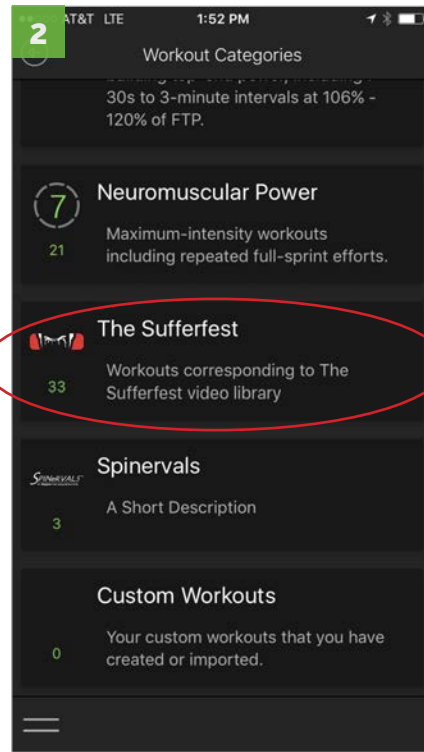 2
AT&T LTE 1:52 PM
Workout Categories
30s to 3-minute intervals at 106% -
120% of FTP.
7
Neuromuscular Power
21
Maximum-intensity workouts
including repeated full-sprint efforts.
The Sufferfest
33
Workouts corresponding to The
Sufferfest video library
SPINERVALS
Spinervals
3
A Short Description
Custom Workouts
0
Your custom workouts that you have
created or imported.